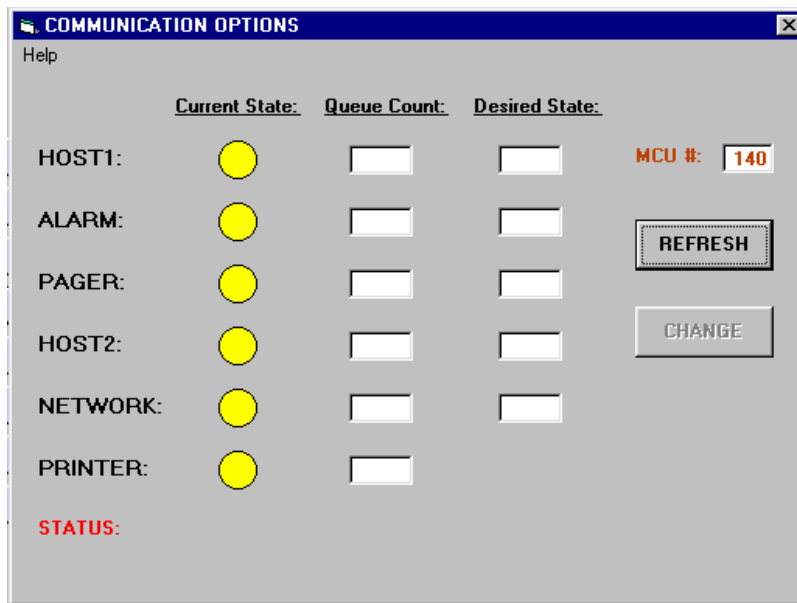 COMMUNICATION OPTIONS
Help
Current State: Queue Count: Desired State:
HOST1: MCU #: 140
ALARM:
REFRESH
PAGER:
HOST2: CHANGE
NETWORK:
PRINTER:
STATUS: